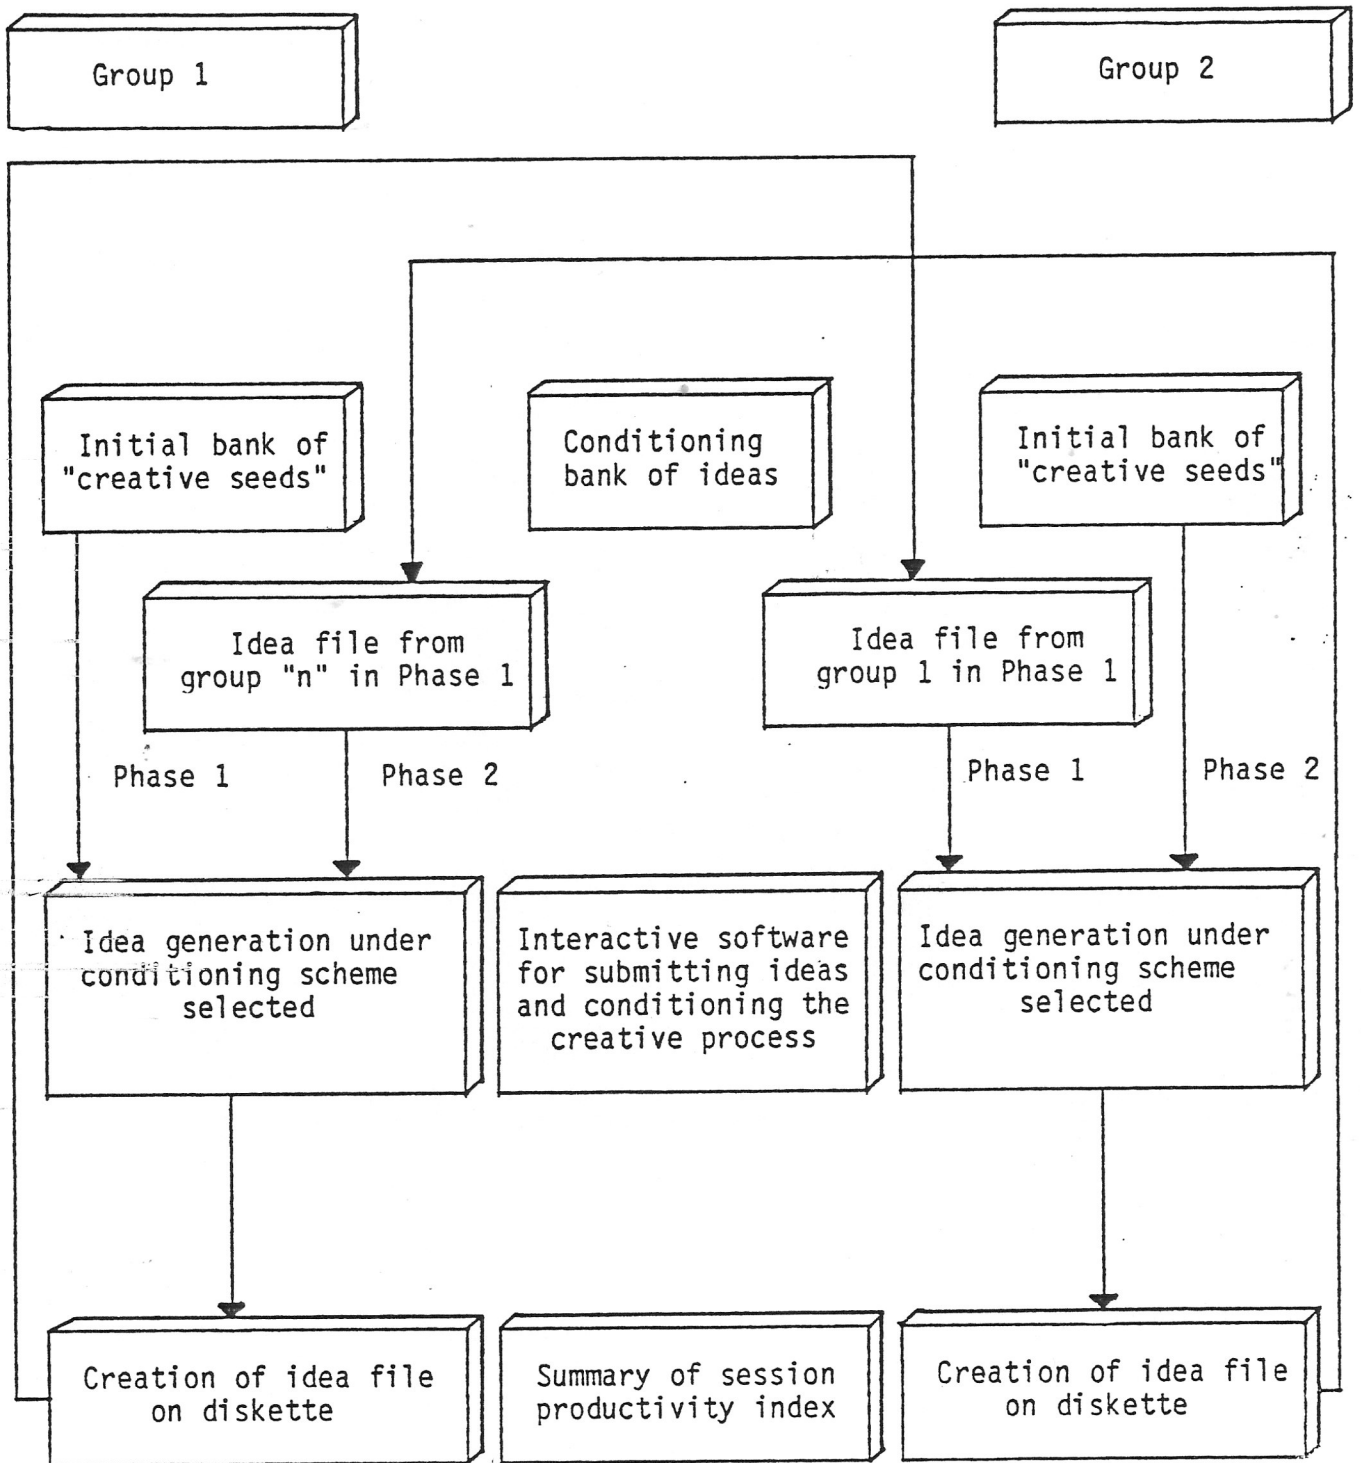 Group 1
Group 2
Initial bank of
"creative seeds"
Conditioning
bank of ideas
Initial bank of
"creative seeds"
Idea file from
group "n" in Phase 1
Idea file from
group 1 in Phase 1
Phase 1
Phase 2
Phase 1
Phase 2
Idea generation under
conditioning scheme
selected
Interactive software
for submitting ideas
and conditioning the
creative process
Idea generation under
conditioning scheme
selected
Creation of idea file
on diskette
Summary of session
productivity index
Creation of idea file
on diskette